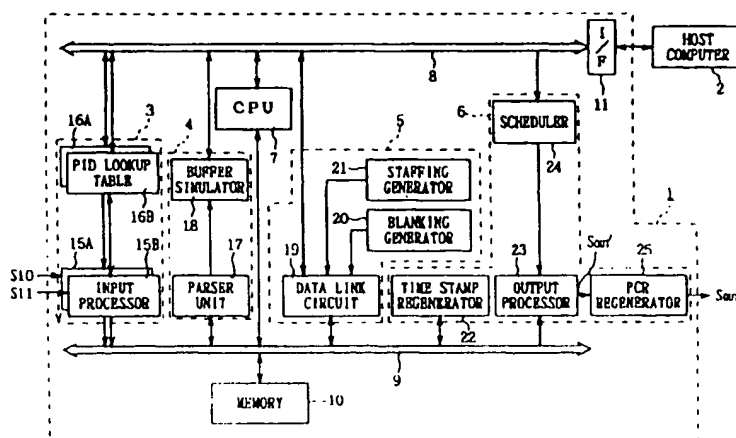 I/F
HOST COMPUTER
2
8
11
CPU
7
16A
3
4
5
6
SCHEDULER
24
PID LOOKUP TABLE
16B
BUFFER SIMULATOR
18
21
STAFFING GENERATOR
20
BLANKING GENERATOR
1
15A
15B
17
19
23
Sout'
25
S10
S11
INPUT PROCESSOR
PARSER UNIT
DATA LINK CIRCUIT
TIME STAMP REGENERATOR
22
OUTPUT PROCESSOR
PCR REGENERATOR
Sout
9
MEMORY
10